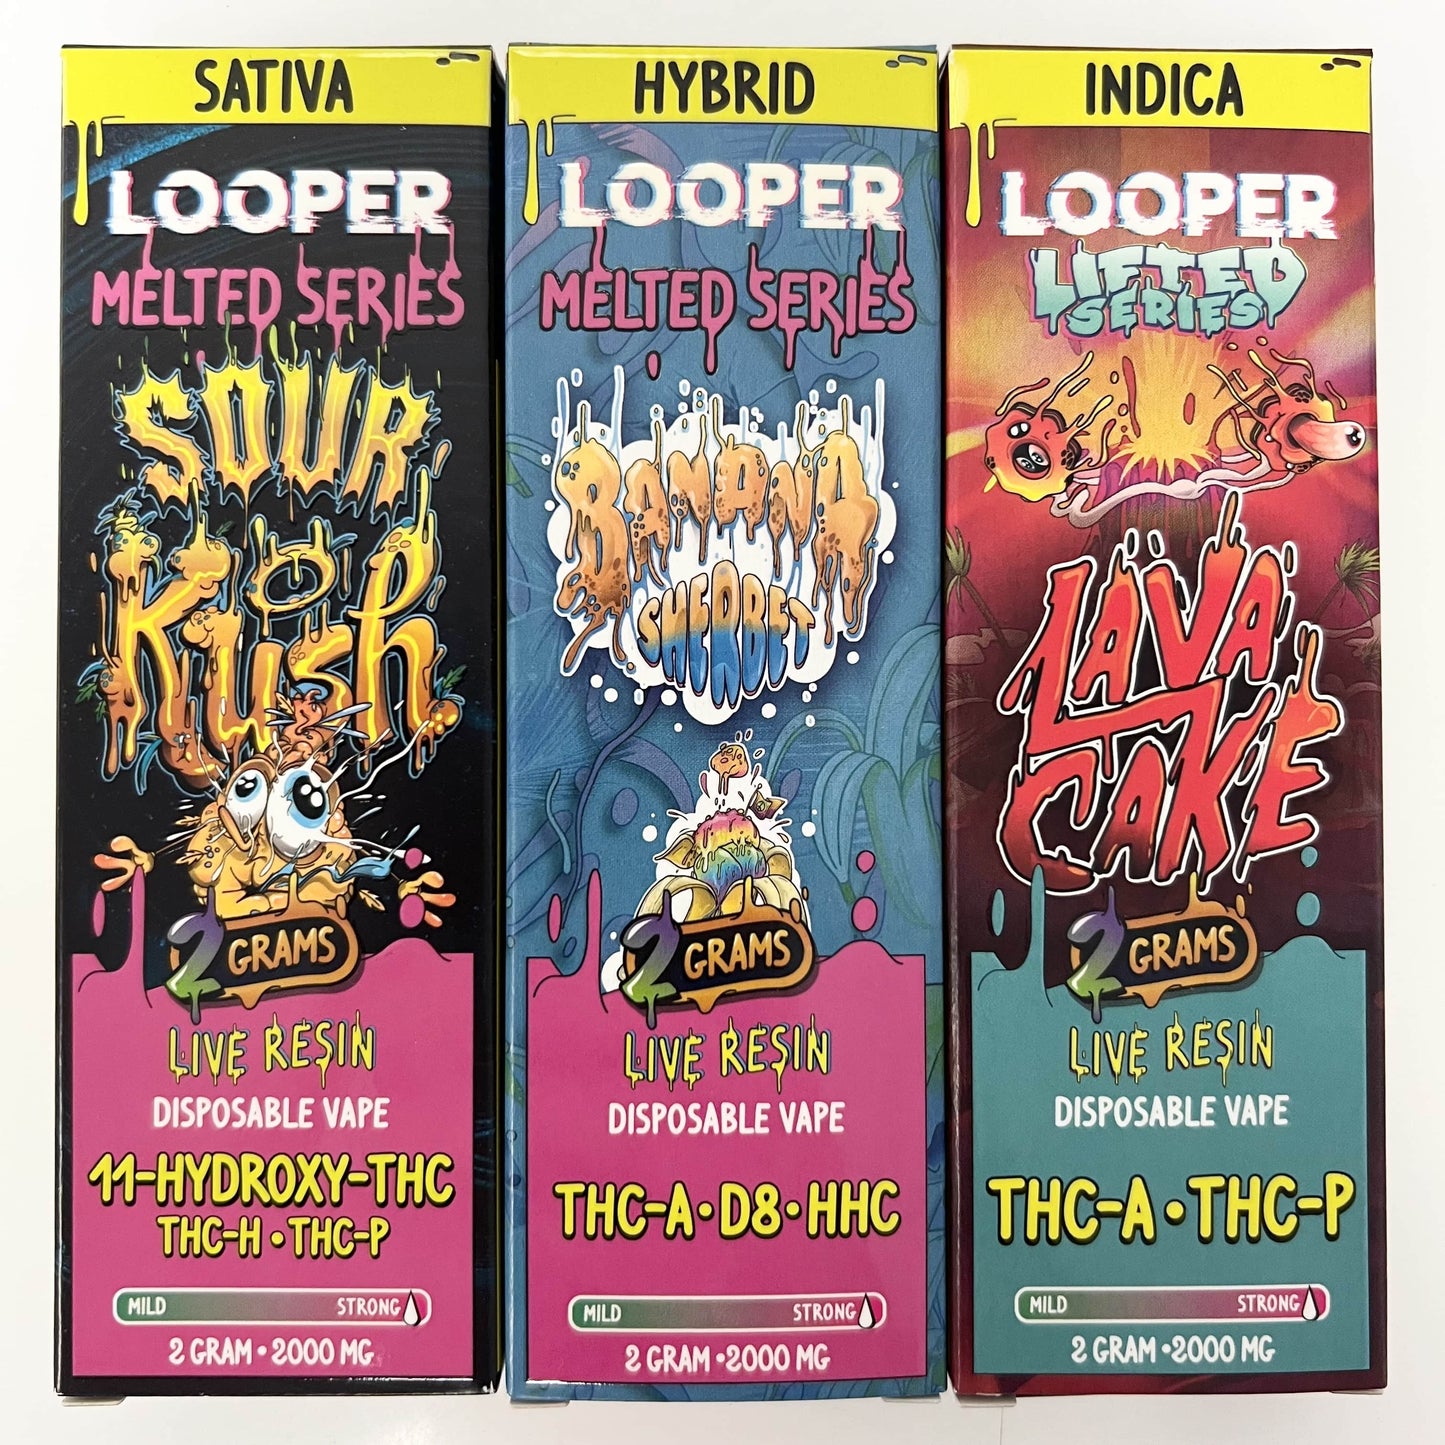 SATIVA
LOOPER
MELTED SERIES
SOUR
KUSH
2 GRAMS
LIVE RESIN
DISPOSABLE VAPE
11-HYDROXY-THC
THC-H • THC-P
MILD STRONG
2 GRAM • 2000 MG
HYBRID
LOOPER
MELTED SERIES
BANANA
SHERBET
2 GRAMS
LIVE RESIN
DISPOSABLE VAPE
THC-A • D8 • HHC
MILD STRONG
2 GRAM • 2000 MG
INDICA
LOOPER
LIFTED
SERIES
LAVA
CAKE
2 GRAMS
LIVE RESIN
DISPOSABLE VAPE
THC-A • THC-P
MILD STRONG
2 GRAM • 2000 MG